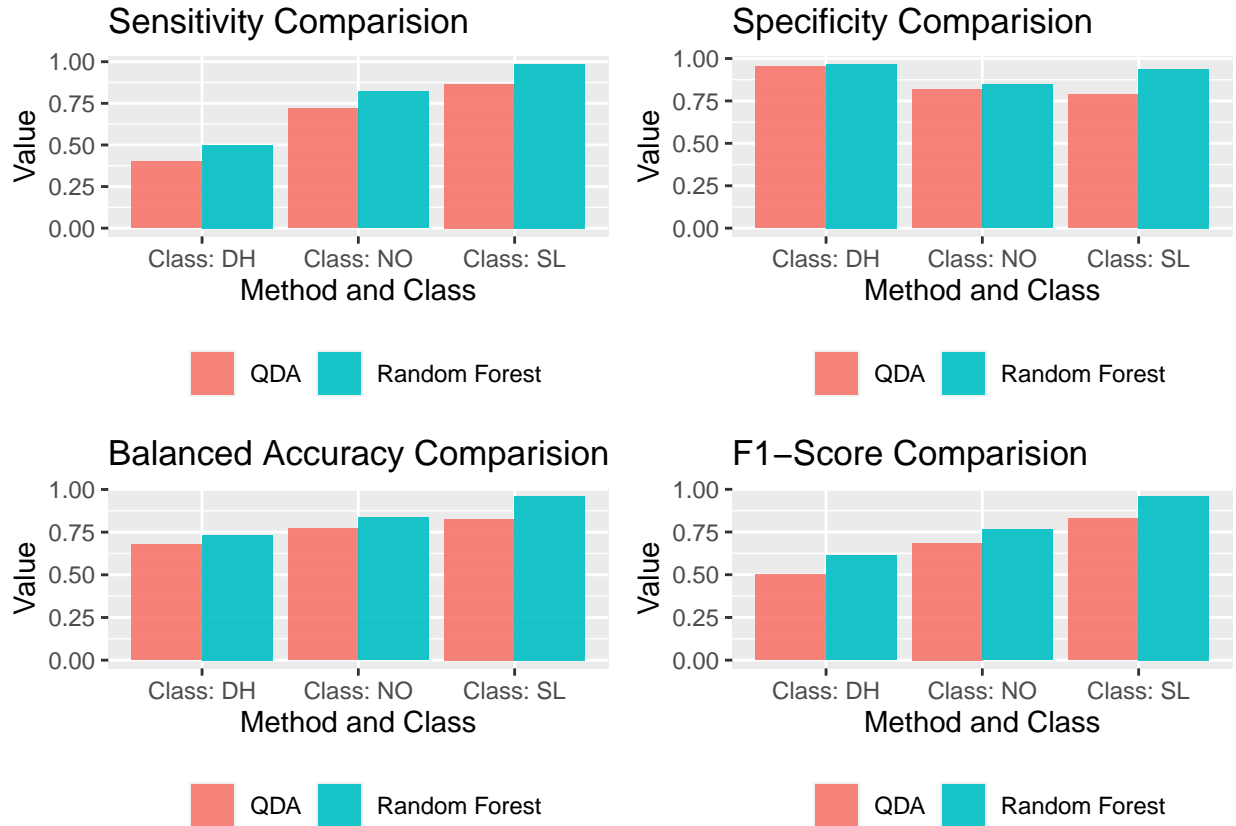 Sensitivity Comparision
Value
1.00
0.75
0.50
0.25
0.00
Class: DH Class: NO Class: SL
Method and Class
QDA Random Forest
Specificity Comparision
Value
1.00
0.75
0.50
0.25
0.00
Class: DH Class: NO Class: SL
Method and Class
QDA Random Forest
Balanced Accuracy Comparision
Value
1.00
0.75
0.50
0.25
0.00
Class: DH Class: NO Class: SL
Method and Class
QDA Random Forest
F1−Score Comparision
Value
1.00
0.75
0.50
0.25
0.00
Class: DH Class: NO Class: SL
Method and Class
QDA Random Forest